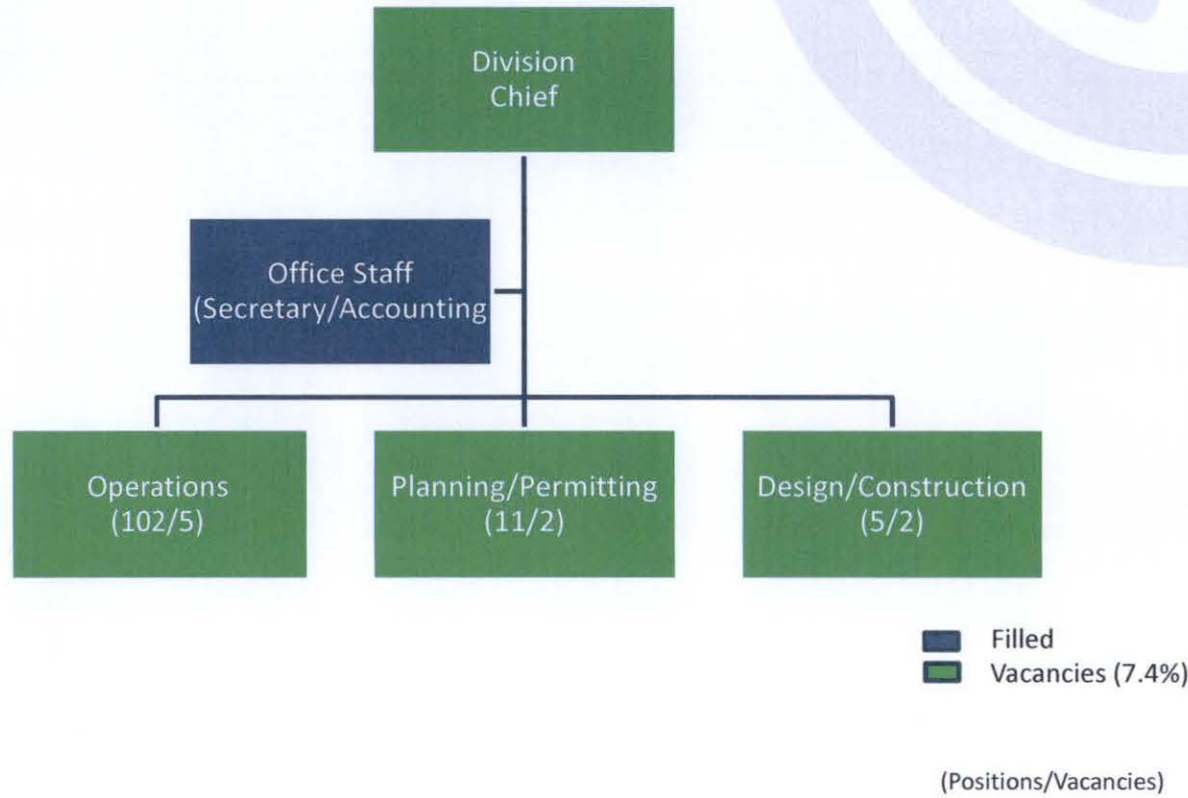 Division
Chief
Office Staff
(Secretary/Accounting
Operations
(102/5)
Planning/Permitting
(11/2)
Design/Construction
(5/2)
Filled
Vacancies (7.4%)
(Positions/Vacancies)